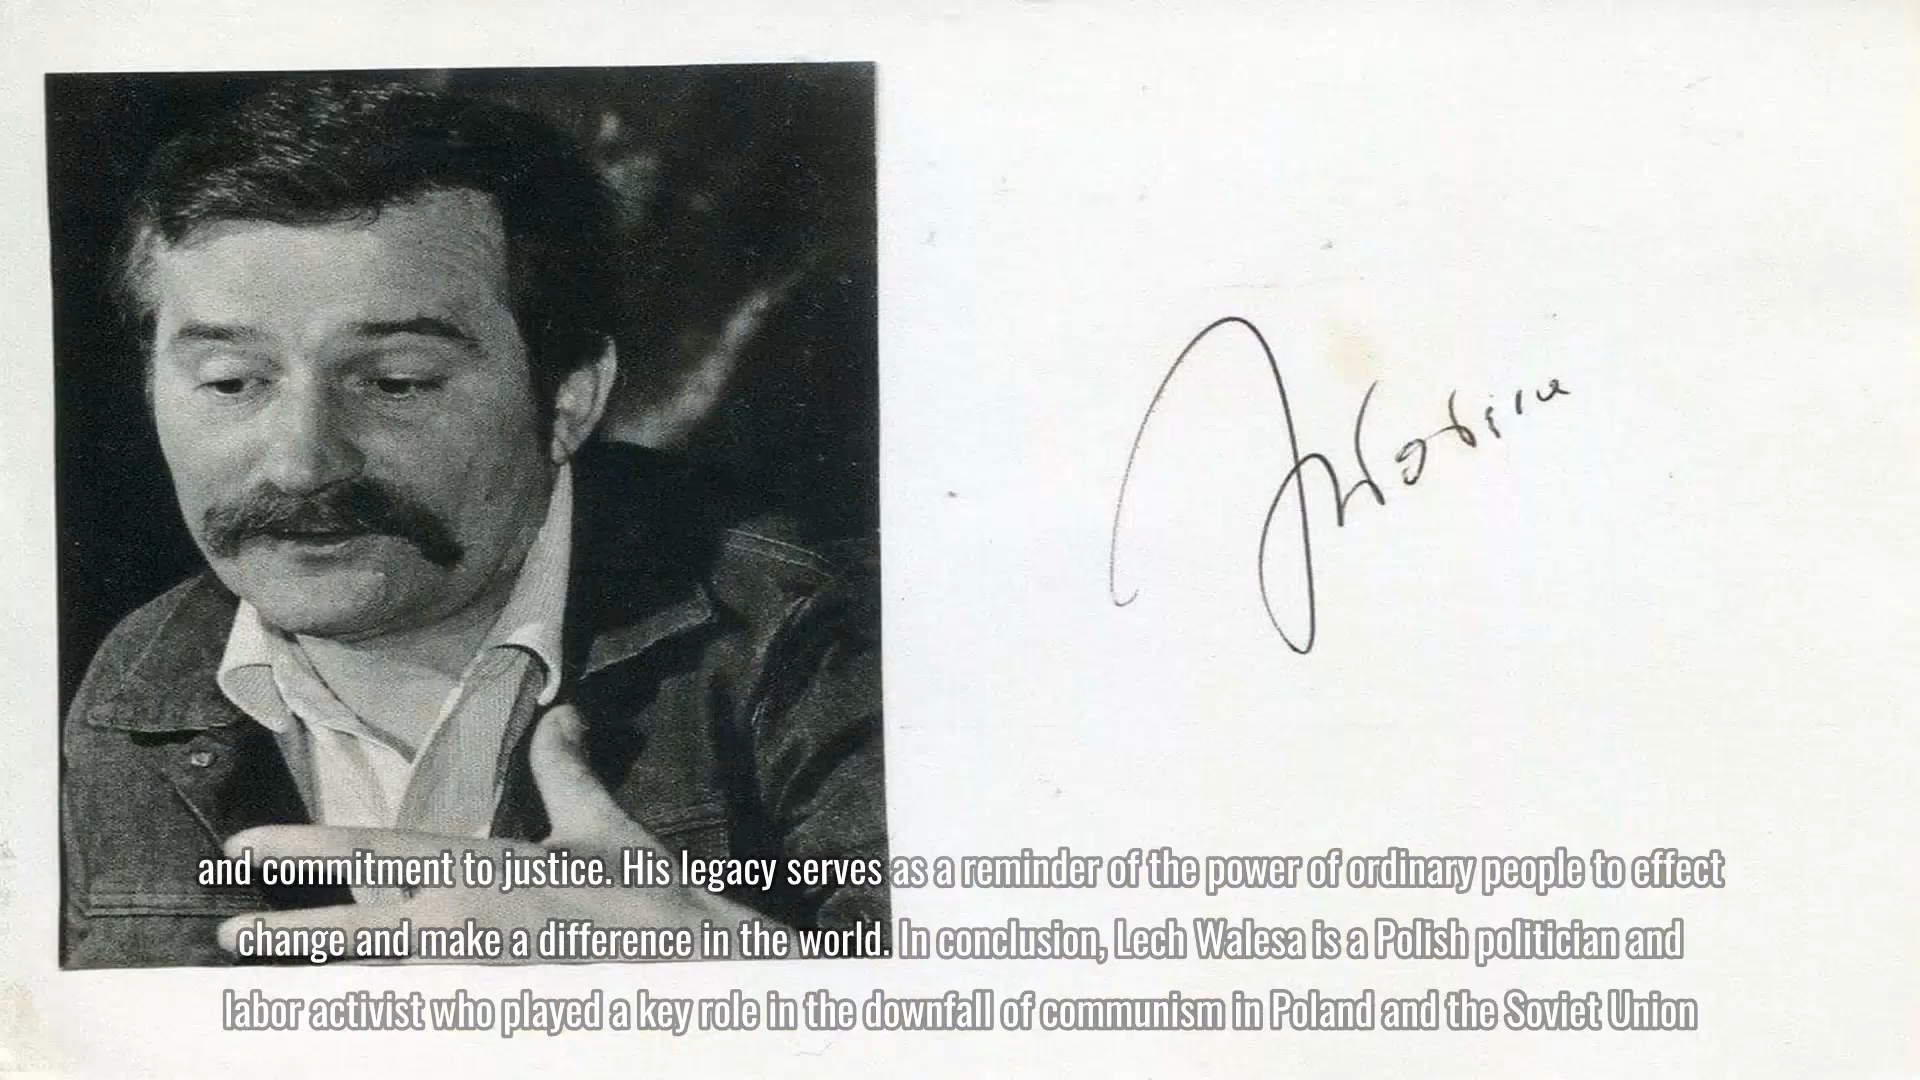 and commitment to justice. His legacy serves as a reminder of the power of ordinary people to effect
change and make a difference in the world. In conclusion, Lech Walesa is a Polish politician and
labor activist who played a key role in the downfall of communism in Poland and the Soviet Union